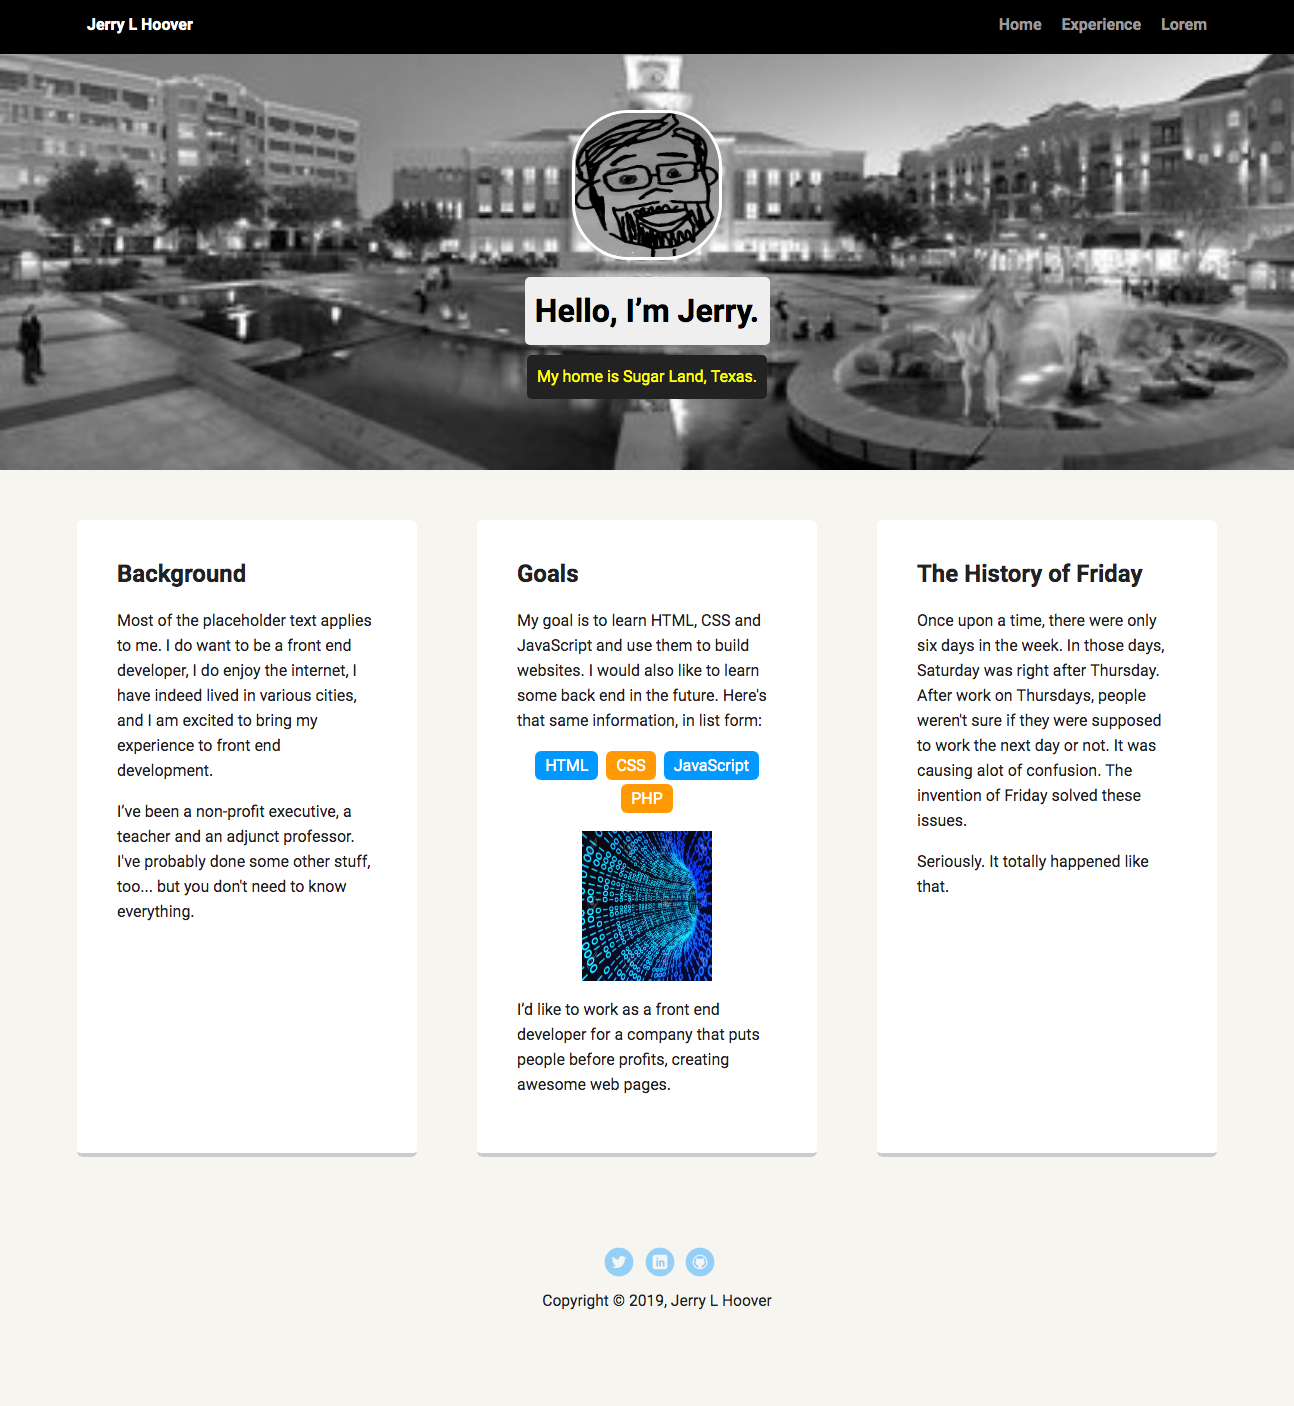 Jerry L Hoover
Home Experience Lorem
Hello, I’m Jerry.
My home is Sugar Land, Texas.
Background
Most of the placeholder text applies
to me. I do want to be a front end
developer, I do enjoy the internet, I
have indeed lived in various cities,
and I am excited to bring my
experience to front end
development.
I’ve been a non-profit executive, a
teacher and an adjunct professor.
I've probably done some other stuff,
too... but you don't need to know
everything.
Goals
My goal is to learn HTML, CSS and
JavaScript and use them to build
websites. I would also like to learn
some back end in the future. Here's
that same information, in list form:
HTML CSS JavaScript
PHP
I’d like to work as a front end
developer for a company that puts
people before profits, creating
awesome web pages.
The History of Friday
Once upon a time, there were only
six days in the week. In those days,
Saturday was right after Thursday.
After work on Thursdays, people
weren't sure if they were supposed
to work the next day or not. It was
causing alot of confusion. The
invention of Friday solved these
issues.
Seriously. It totally happened like
that.
in
Copyright © 2019, Jerry L Hoover